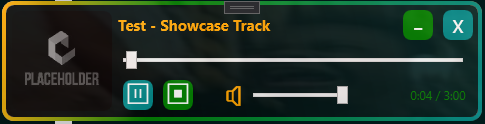 Test - Showcase Track
X
PLACEHOLDER
0:04 / 3:00